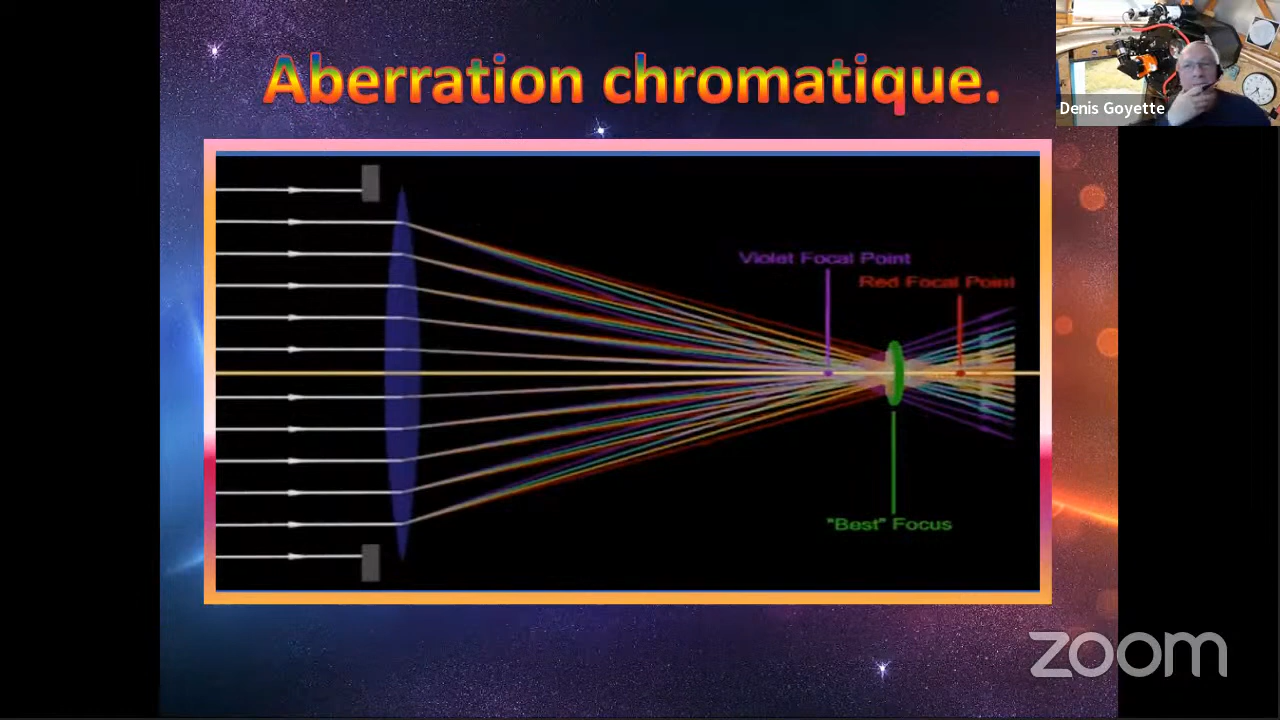 Aberration chromatique.
Denis Goyette
Violet Focal Point
Red Focal Point
"Best" Focus
zoom